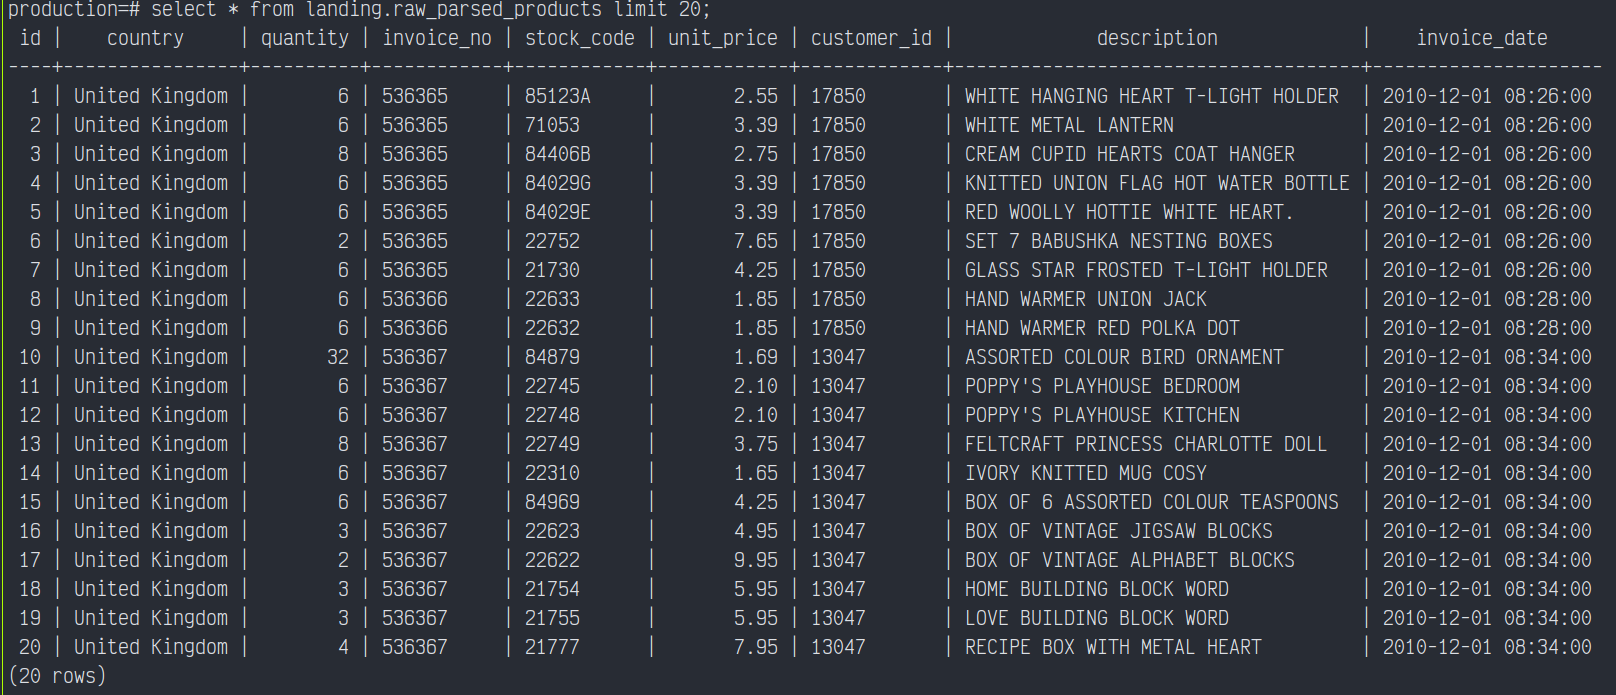 production=# select * from landing.raw_parsed_products limit 20;
 id |    country     | quantity | invoice_no | stock_code | unit_price | customer_id |             description             |    invoice_date
----+----------------+----------+------------+------------+------------+-------------+-------------------------------------+---------------------
  1 | United Kingdom |        6 | 536365     | 85123A     |       2.55 | 17850       | WHITE HANGING HEART T-LIGHT HOLDER  | 2010-12-01 08:26:00
  2 | United Kingdom |        6 | 536365     | 71053      |       3.39 | 17850       | WHITE METAL LANTERN                 | 2010-12-01 08:26:00
  3 | United Kingdom |        8 | 536365     | 84406B     |       2.75 | 17850       | CREAM CUPID HEARTS COAT HANGER      | 2010-12-01 08:26:00
  4 | United Kingdom |        6 | 536365     | 84029G     |       3.39 | 17850       | KNITTED UNION FLAG HOT WATER BOTTLE | 2010-12-01 08:26:00
  5 | United Kingdom |        6 | 536365     | 84029E     |       3.39 | 17850       | RED WOOLLY HOTTIE WHITE HEART.      | 2010-12-01 08:26:00
  6 | United Kingdom |        2 | 536365     | 22752      |       7.65 | 17850       | SET 7 BABUSHKA NESTING BOXES        | 2010-12-01 08:26:00
  7 | United Kingdom |        6 | 536365     | 21730      |       4.25 | 17850       | GLASS STAR FROSTED T-LIGHT HOLDER   | 2010-12-01 08:26:00
  8 | United Kingdom |        6 | 536366     | 22633      |       1.85 | 17850       | HAND WARMER UNION JACK              | 2010-12-01 08:28:00
  9 | United Kingdom |        6 | 536366     | 22632      |       1.85 | 17850       | HAND WARMER RED POLKA DOT           | 2010-12-01 08:28:00
 10 | United Kingdom |       32 | 536367     | 84879      |       1.69 | 13047       | ASSORTED COLOUR BIRD ORNAMENT       | 2010-12-01 08:34:00
 11 | United Kingdom |        6 | 536367     | 22745      |       2.10 | 13047       | POPPY'S PLAYHOUSE BEDROOM           | 2010-12-01 08:34:00
 12 | United Kingdom |        6 | 536367     | 22748      |       2.10 | 13047       | POPPY'S PLAYHOUSE KITCHEN           | 2010-12-01 08:34:00
 13 | United Kingdom |        8 | 536367     | 22749      |       3.75 | 13047       | FELTCRAFT PRINCESS CHARLOTTE DOLL   | 2010-12-01 08:34:00
 14 | United Kingdom |        6 | 536367     | 22310      |       1.65 | 13047       | IVORY KNITTED MUG COSY              | 2010-12-01 08:34:00
 15 | United Kingdom |        6 | 536367     | 84969      |       4.25 | 13047       | BOX OF 6 ASSORTED COLOUR TEASPOONS  | 2010-12-01 08:34:00
 16 | United Kingdom |        3 | 536367     | 22623      |       4.95 | 13047       | BOX OF VINTAGE JIGSAW BLOCKS        | 2010-12-01 08:34:00
 17 | United Kingdom |        2 | 536367     | 22622      |       9.95 | 13047       | BOX OF VINTAGE ALPHABET BLOCKS      | 2010-12-01 08:34:00
 18 | United Kingdom |        3 | 536367     | 21754      |       5.95 | 13047       | HOME BUILDING BLOCK WORD            | 2010-12-01 08:34:00
 19 | United Kingdom |        3 | 536367     | 21755      |       5.95 | 13047       | LOVE BUILDING BLOCK WORD            | 2010-12-01 08:34:00
 20 | United Kingdom |        4 | 536367     | 21777      |       7.95 | 13047       | RECIPE BOX WITH METAL HEART         | 2010-12-01 08:34:00
(20 rows)